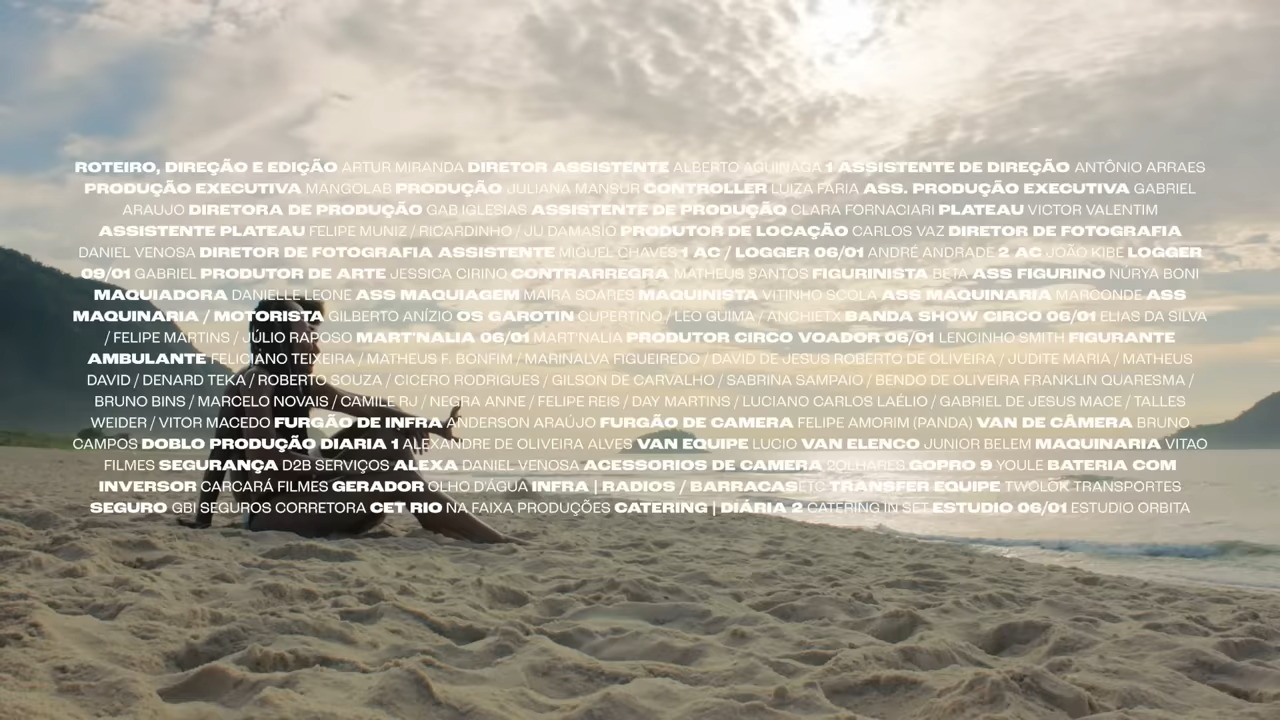 ROTEIRO, DIREÇÃO E EDIÇÃO ARTUR MIRANDA DIRETOR ASSISTENTE ALBERTO AGUINAGA 1 ASSISTENTE DE DIREÇÃO ANTÔNIO ARRAES
PRODUÇÃO EXECUTIVA MANGOLAB PRODUÇÃO JULIANA MANSUR CONTROLLER LUIZA FARIA ASS. PRODUÇÃO EXECUTIVA GABRIEL
ARAUJO DIRETORA DE PRODUÇÃO GAB IGLESIAS ASSISTENTE DE PRODUÇÃO CLARA FORNACIARI PLATEAU VICTOR VALENTIM
ASSISTENTE PLATEAU FELIPE MUNIZ / RICARDINHO / JU DAMASIO PRODUTOR DE LOCAÇÃO CARLOS VAZ DIRETOR DE FOTOGRAFIA
DANIEL VENOSA DIRETOR DE FOTOGRAFIA ASSISTENTE MIGUEL CHAVES 1 AC / LOGGER 06/01 ANDRÉ ANDRADE 2 AC JOÃO KIBE LOGGER
09/01 GABRIEL PRODUTOR DE ARTE JESSICA CIRINO CONTRARREGRA MATHEUS SANTOS FIGURINISTA BETA ASS FIGURINO NÚRYA BONI
MAQUIADORA DANIELLE LEONE ASS MAQUIAGEM MAÍRA SOARES MAQUINISTA VITINHO SCOLA ASS MAQUINARIA MARCONDE ASS
MAQUINARIA / MOTORISTA GILBERTO ANÍZIO OS GAROTIN CUPERTINO / LEO GUIMA / ANCHIETX BANDA SHOW CIRCO 06/01 ELIAS DA SILVA
/ FELIPE MARTINS / JÚLIO RAPOSO MART'NALIA 06/01 MART'NALIA PRODUTOR CIRCO VOADOR 06/01 LENCINHO SMITH FIGURANTE
AMBULANTE FELICIANO TEIXEIRA / MATHEUS F. BONFIM / MARINALVA FIGUEIREDO / DAVID DE JESUS ROBERTO DE OLIVEIRA / JUDITE MARIA / MATHEUS
DAVID / DENARD TEKA / ROBERTO SOUZA / CICERO RODRIGUES / GILSON DE CARVALHO / SABRINA SAMPAIO / BENDO DE OLIVEIRA FRANKLIN QUARESMA /
BRUNO BINS / MARCELO NOVAIS / CAMILE RJ / NEGRA ANNE / FELIPE REIS / DAY MARTINS / LUCIANO CARLOS LAÉLIO / GABRIEL DE JESUS MACE / TALLES
WEIDER / VITOR MACEDO FURGÃO DE INFRA ANDERSON ARAÚJO FURGÃO DE CAMERA FELIPE AMORIM (PANDA) VAN DE CÂMERA BRUNO
CAMPOS DOBLO PRODUÇÃO DIARIA 1 ALEXANDRE DE OLIVEIRA ALVES VAN EQUIPE LUCIO VAN ELENCO JUNIOR BELEM MAQUINARIA VITAO
FILMES SEGURANÇA D2B SERVIÇOS ALEXA DANIEL VENOSA ACESSORIOS DE CAMERA 2OLHARES GOPRO 9 YOULE BATERIA COM
INVERSOR CARCARÁ FILMES GERADOR OLHO D'ÁGUA INFRA | RADIOS / BARRACAS ETC TRANSFER EQUIPE TWOLOK TRANSPORTES
SEGURO GBI SEGUROS CORRETORA CET RIO NA FAIXA PRODUÇÕES CATERING | DIÁRIA 2 CATERING IN SET ESTUDIO 06/01 ESTUDIO ORBITA